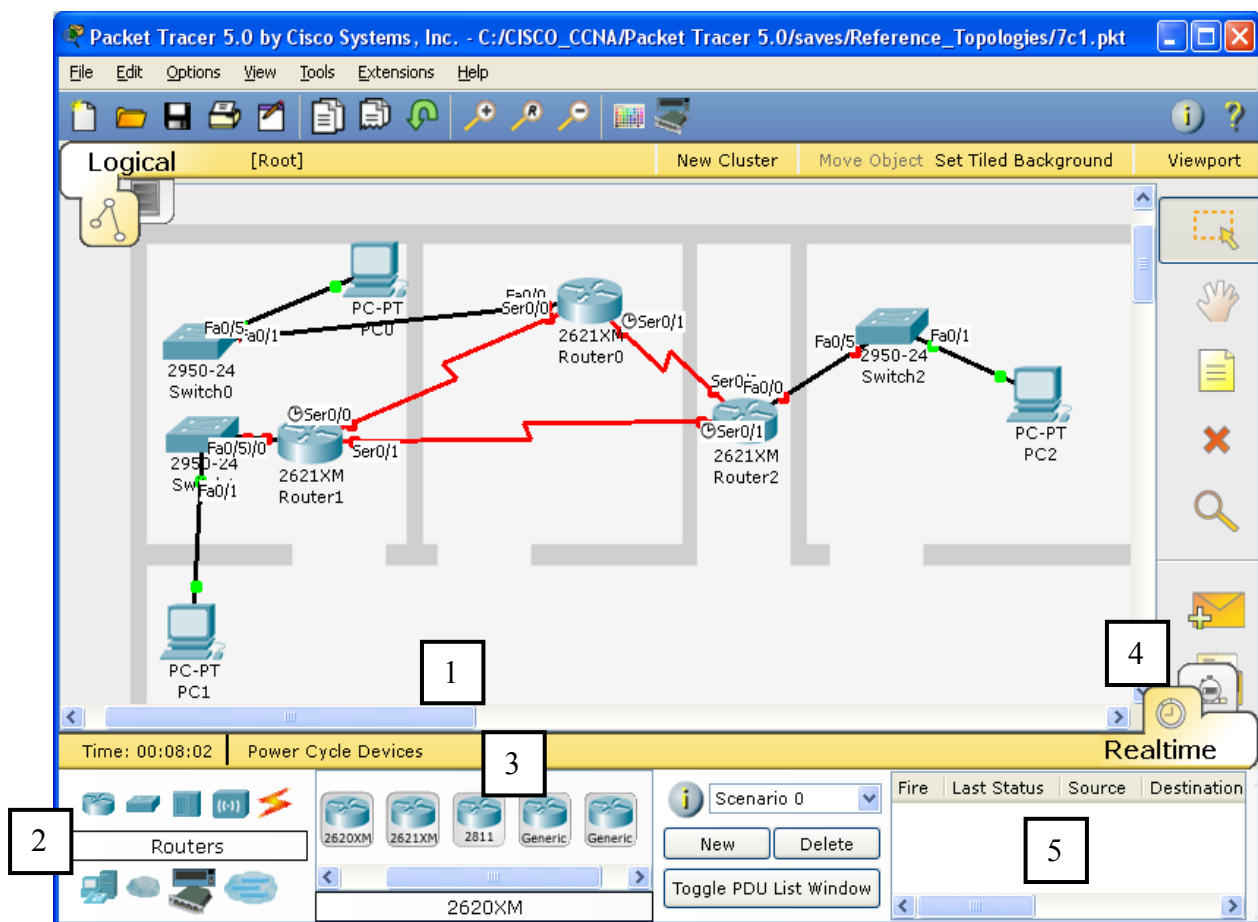 Packet Tracer 5.0 by Cisco Systems, Inc. - C:/CISCO_CCNA/Packet Tracer 5.0/saves/Reference_Topologies/7c1.pkt
File Edit Options View Tools Extensions Help
Logical [Root] New Cluster Move Object Set Tiled Background Viewport
PC-PT
PC0
Fa0/5
Fa0/1
2950-24
Switch0
Fa0/0
Ser0/0
Ser0/1
2621XM
Router0
Fa0/5
Fa0/1
2950-24
Switch2
Fa0/0
Ser0/1
2621XM
Router2
PC-PT
PC2
Ser0/0
Fa0/5
Ser0/1
2950-24
Fa0/1
2621XM
Router1
PC-PT
PC1
1
4
Time: 00:08:02 Power Cycle Devices
Realtime
3
2
Routers
2620XM 2621XM 2811 Generic Generic
2620XM
Scenario 0
New Delete
Toggle PDU List Window
Fire Last Status Source Destination
5